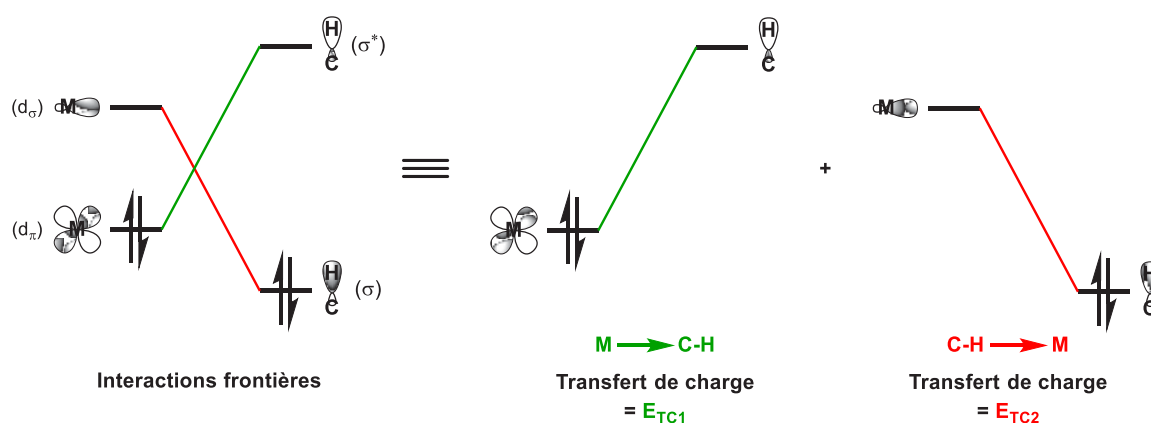 H
C
(σ*)
(dσ)
M
(dπ)
M
H
C
(σ)
Interactions frontières
H
C
M
M C-H
Transfert de charge
= ETC1
+
M
H
C
C-H M
Transfert de charge
= ETC2